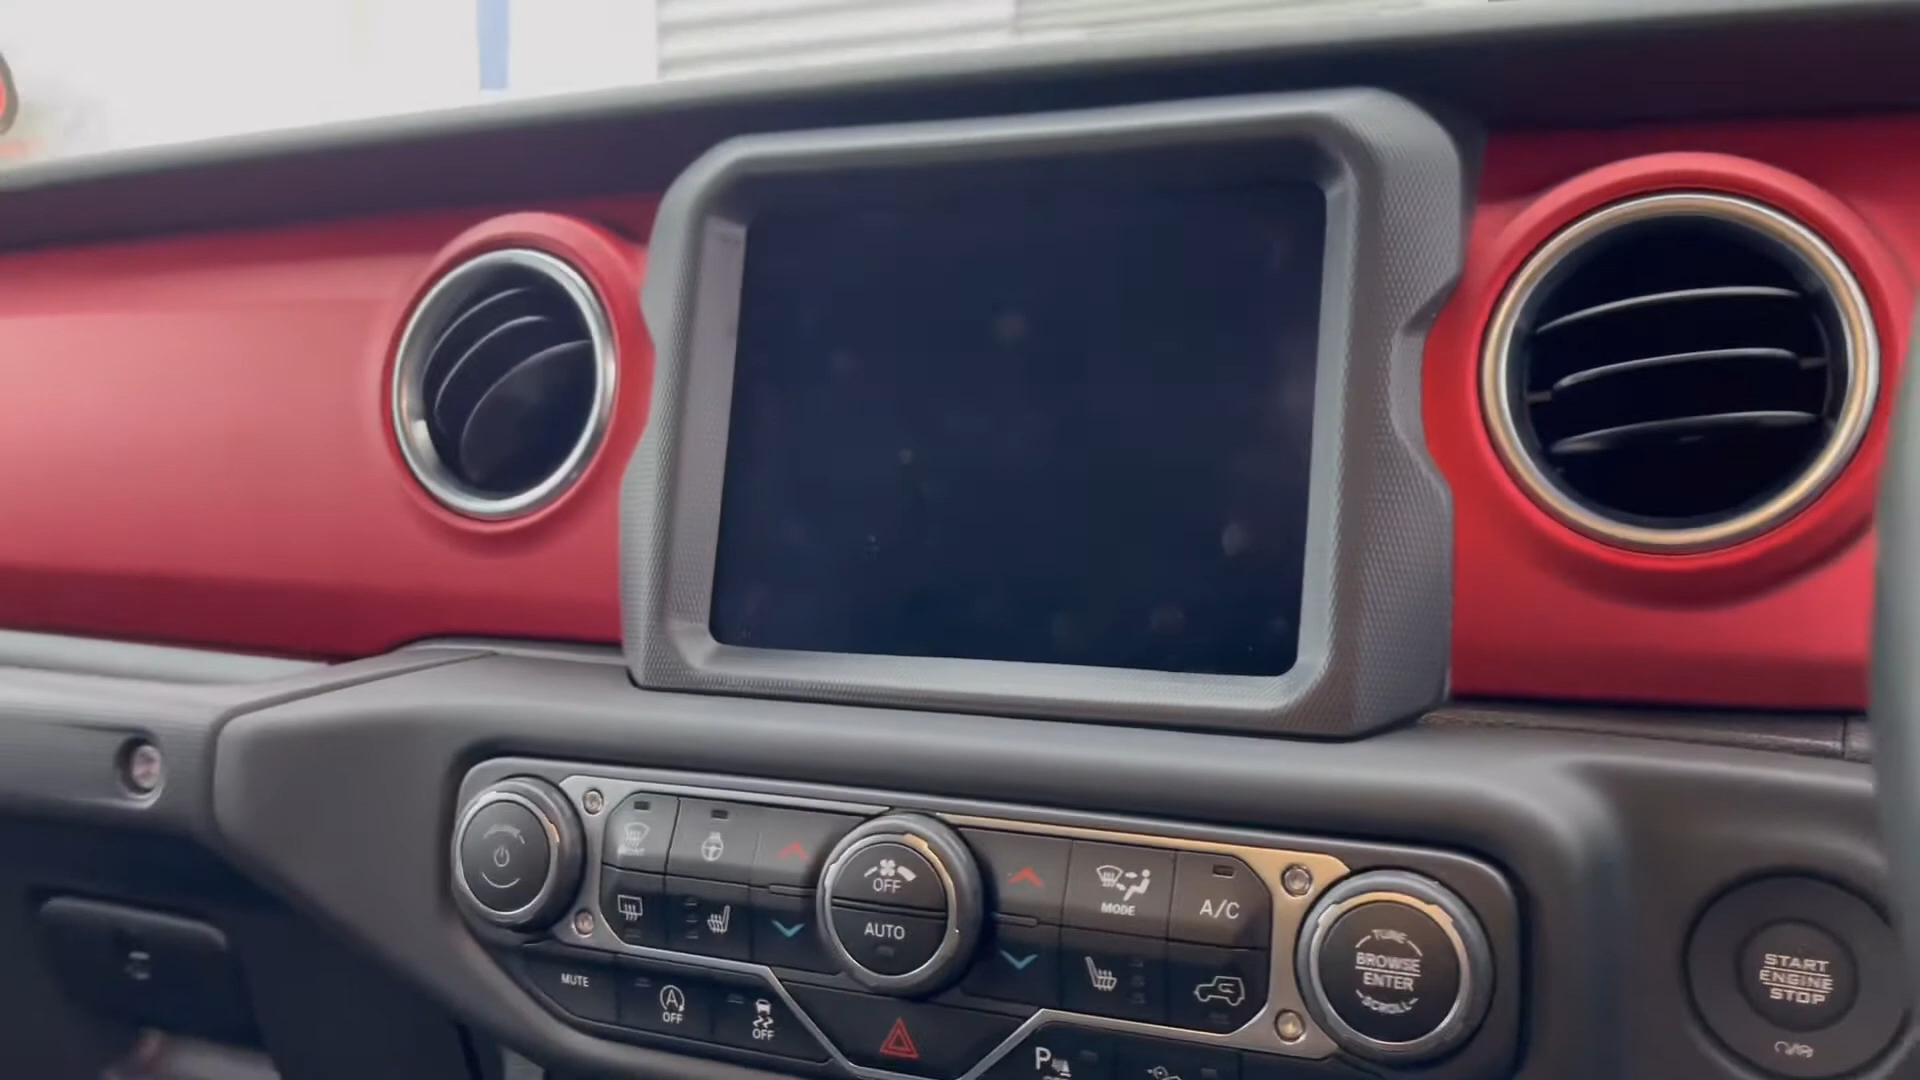 OFF
AUTO
MODE
A/C
TUNE
BROWSE
ENTER
SCROLL
MUTE
OFF
OFF
P
START
ENGINE
STOP